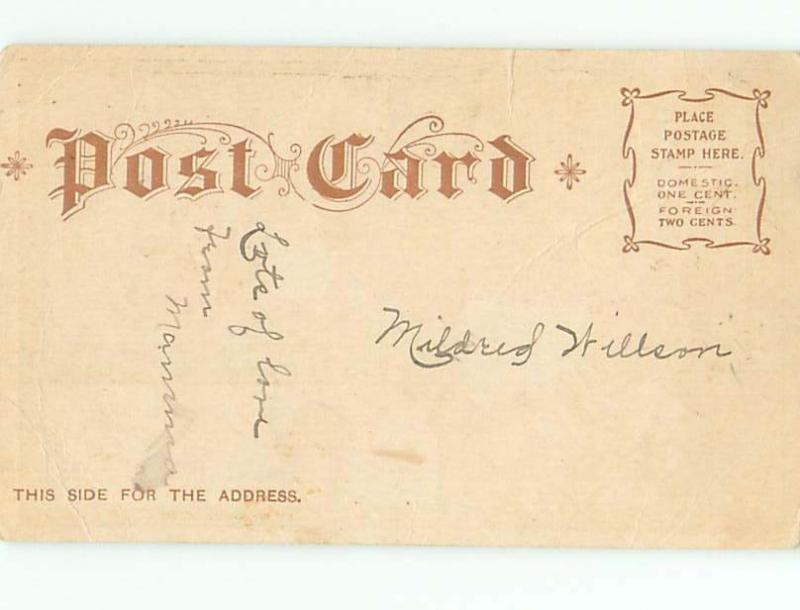 Post Card
PLACE
POSTAGE
STAMP HERE.
DOMESTIC.
ONE CENT.
FOREIGN
TWO CENTS.
Lots of love
From
Mamma
Mildred Willson
THIS SIDE FOR THE ADDRESS.